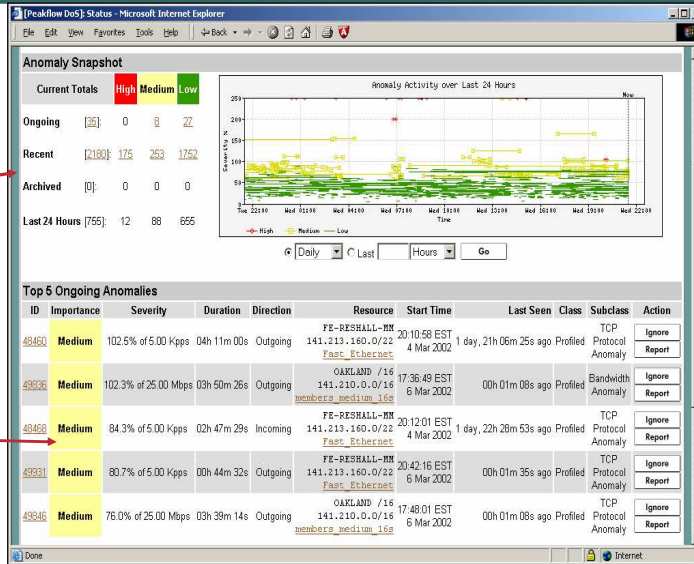 [Peakflow DoS]: Status - Microsoft Internet Explorer
File Edit View Favorites Tools Help Back
Anomaly Snapshot
Current Totals High Medium Low
Ongoing [35]: 0 8 27
Recent [2180]: 175 253 1752
Archived [0]: 0 0 0
Last 24 Hours [755]: 12 88 655
Anomaly Activity over Last 24 Hours
Now
250
200
150
100
50
Severity %
Tue 22:00 Wed 01:00 Wed 04:00 Wed 07:00 Wed 10:00 Wed 13:00 Wed 16:00 Wed 19:00 Wed 22:00
Time
High Medium Low
Daily Last Hours Go
Top 5 Ongoing Anomalies
ID Importance Severity Duration Direction Resource Start Time Last Seen Class Subclass Action
48460 Medium 102.5% of 5.00 Kpps 04h 11m 00s Outgoing FE-RESHALL-MM 141.213.160.0/22 Fast_Ethernet 20:10:58 EST 4 Mar 2002 1 day, 21h 06m 25s ago Profiled TCP Protocol Anomaly Ignore Report
49836 Medium 102.3% of 25.00 Mbps 03h 50m 26s Outgoing OAKLAND /16 141.210.0.0/16 members_medium_16s 17:36:49 EST 6 Mar 2002 00h 01m 08s ago Profiled Bandwidth Anomaly Ignore Report
48468 Medium 84.3% of 5.00 Kpps 02h 47m 29s Incoming FE-RESHALL-MM 141.213.160.0/22 Fast_Ethernet 20:12:01 EST 4 Mar 2002 1 day, 22h 28m 53s ago Profiled TCP Protocol Anomaly Ignore Report
49931 Medium 80.7% of 5.00 Kpps 00h 44m 32s Outgoing FE-RESHALL-MM 141.213.160.0/22 Fast_Ethernet 20:42:16 EST 6 Mar 2002 00h 01m 35s ago Profiled TCP Protocol Anomaly Ignore Report
49846 Medium 76.0% of 25.00 Mbps 03h 39m 14s Outgoing OAKLAND /16 141.210.0.0/16 members_medium_16s 17:48:01 EST 6 Mar 2002 00h 01m 08s ago Profiled TCP Protocol Anomaly Ignore Report
Done Internet